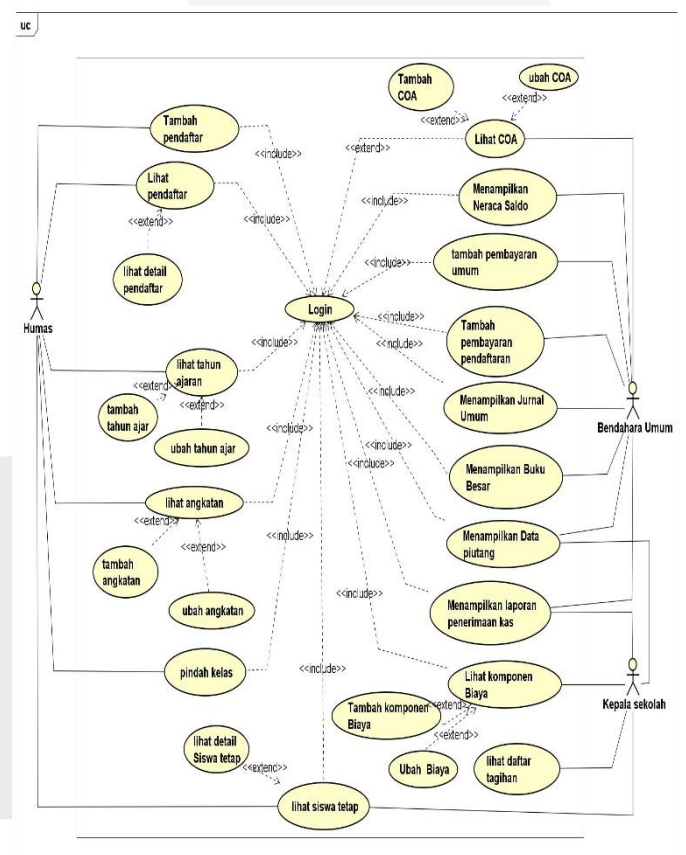 uc
Tambah
COA
ubah COA
<<extend>>
<<extend>>
Lihat COA
Tambah
pendaftar
<<include>>
<<extend>>
Lihat
pendaftar
<<extend>>
<<include>>
Menampilkan
Neraca Saldo
<<include>>
lihat detail
pendaftar
tambah pembayaran
umum
<<include>>
Humas
Login
Tambah
pembayaran
pendaftaran
<<include>>
<<include>>
lihat tahun
ajaran
<<include>>
<<extend>>
<<extend>>
tambah
tahun ajar
ubah tahun ajar
Menampilkan Jurnal
Umum
<<include>>
Bendahara Umum
Menampilkan Buku
Besar
<<include>>
<<include>>
<<include>>
lihat angkatan
<<extend>>
<<extend>>
tambah
angkatan
ubah angkatan
Menampilkan Data
piutang
<<include>>
Menampilkan laporan
penerimaan kas
<<include>>
pindah kelas
<<include>>
Lihat komponen
Biaya
Kepala sekolah
Tambah komponen
Biaya
<<extend>>
<<extend>>
Ubah Biaya
lihat detail
Siswa tetap
<<extend>>
lihat daftar
tagihan
lihat siswa tetap